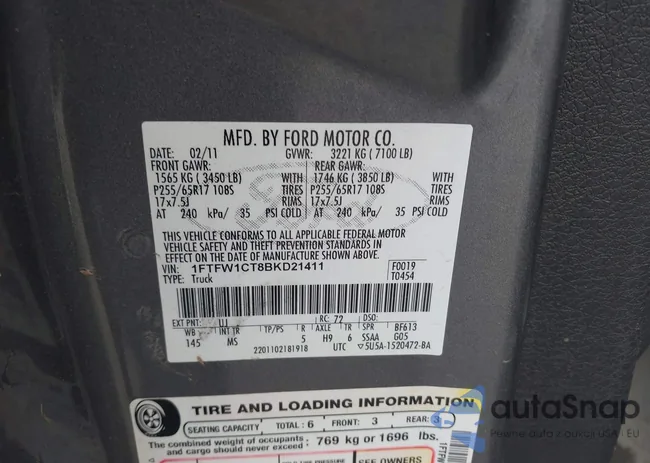 MFD. BY FORD MOTOR CO.
DATE: 02/11 GVWR: 3221 KG ( 7100 LB)
FRONT GAWR: REAR GAWR:
1565 KG ( 3450 LB) WITH 1746 KG ( 3850 LB) WITH
P255/65R17 108S TIRES P255/65R17 108S TIRES
17x7.5J RIMS 17x7.5J RIMS
AT 240 kPa/ 35 PSI COLD AT 240 kPa/ 35 PSI COLD
THIS VEHICLE CONFORMS TO ALL APPLICABLE FEDERAL MOTOR
VEHICLE SAFETY AND THEFT PREVENTION STANDARDS IN
EFFECT ON THE DATE OF MANUFACTURE SHOWN ABOVE.
VIN: 1FTFW1CT8BKD21411 F0019
TYPE: Truck T0454
EXT PNT: UJ RC: 72 DSO:
WB INT TR TP/PS R AXLE TR SPR BF613
145 MS 5 H9 6 SSAA G05
2201102181918 UTC 5U5A-1520472-BA
TIRE AND LOADING INFORMATION
SEATING CAPACITY TOTAL: 6 FRONT: 3 REAR: 3
The combined weight of occupants
and cargo should never exceed: 769 kg or 1696 lbs.
SEE OWNERS
1FTFW
autoSnap